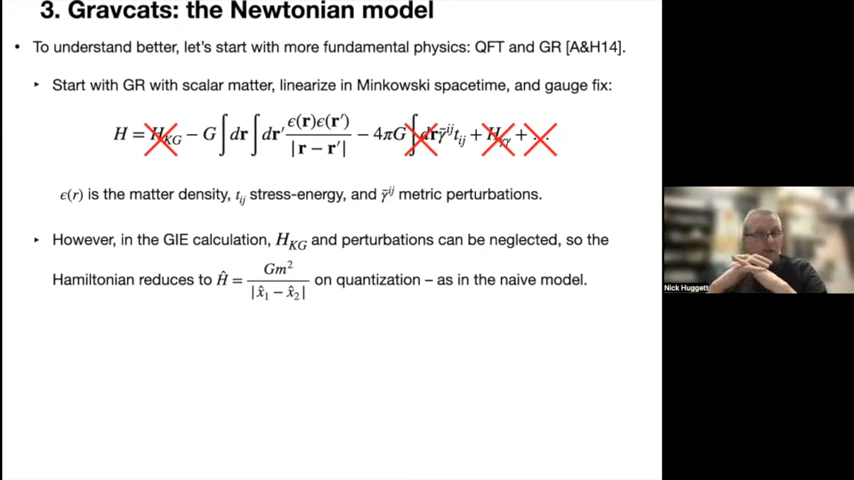 3. Gravcats: the Newtonian model
• To understand better, let's start with more fundamental physics: QFT and GR [A&H14].
‣ Start with GR with scalar matter, linearize in Minkowski spacetime, and gauge fix:
H = H_KG − G ∫ dr ∫ dr′ ϵ(r)ϵ(r′) / |r − r′| − 4πG ∫ dr γ̄^ij t_ij + H_γ + …
ϵ(r) is the matter density, t_ij stress-energy, and γ̄^ij metric perturbations.
‣ However, in the GIE calculation, H_KG and perturbations can be neglected, so the
Hamiltonian reduces to Ĥ = Gm² / |x̂₁ − x̂₂| on quantization – as in the naive model.
Nick Huggett